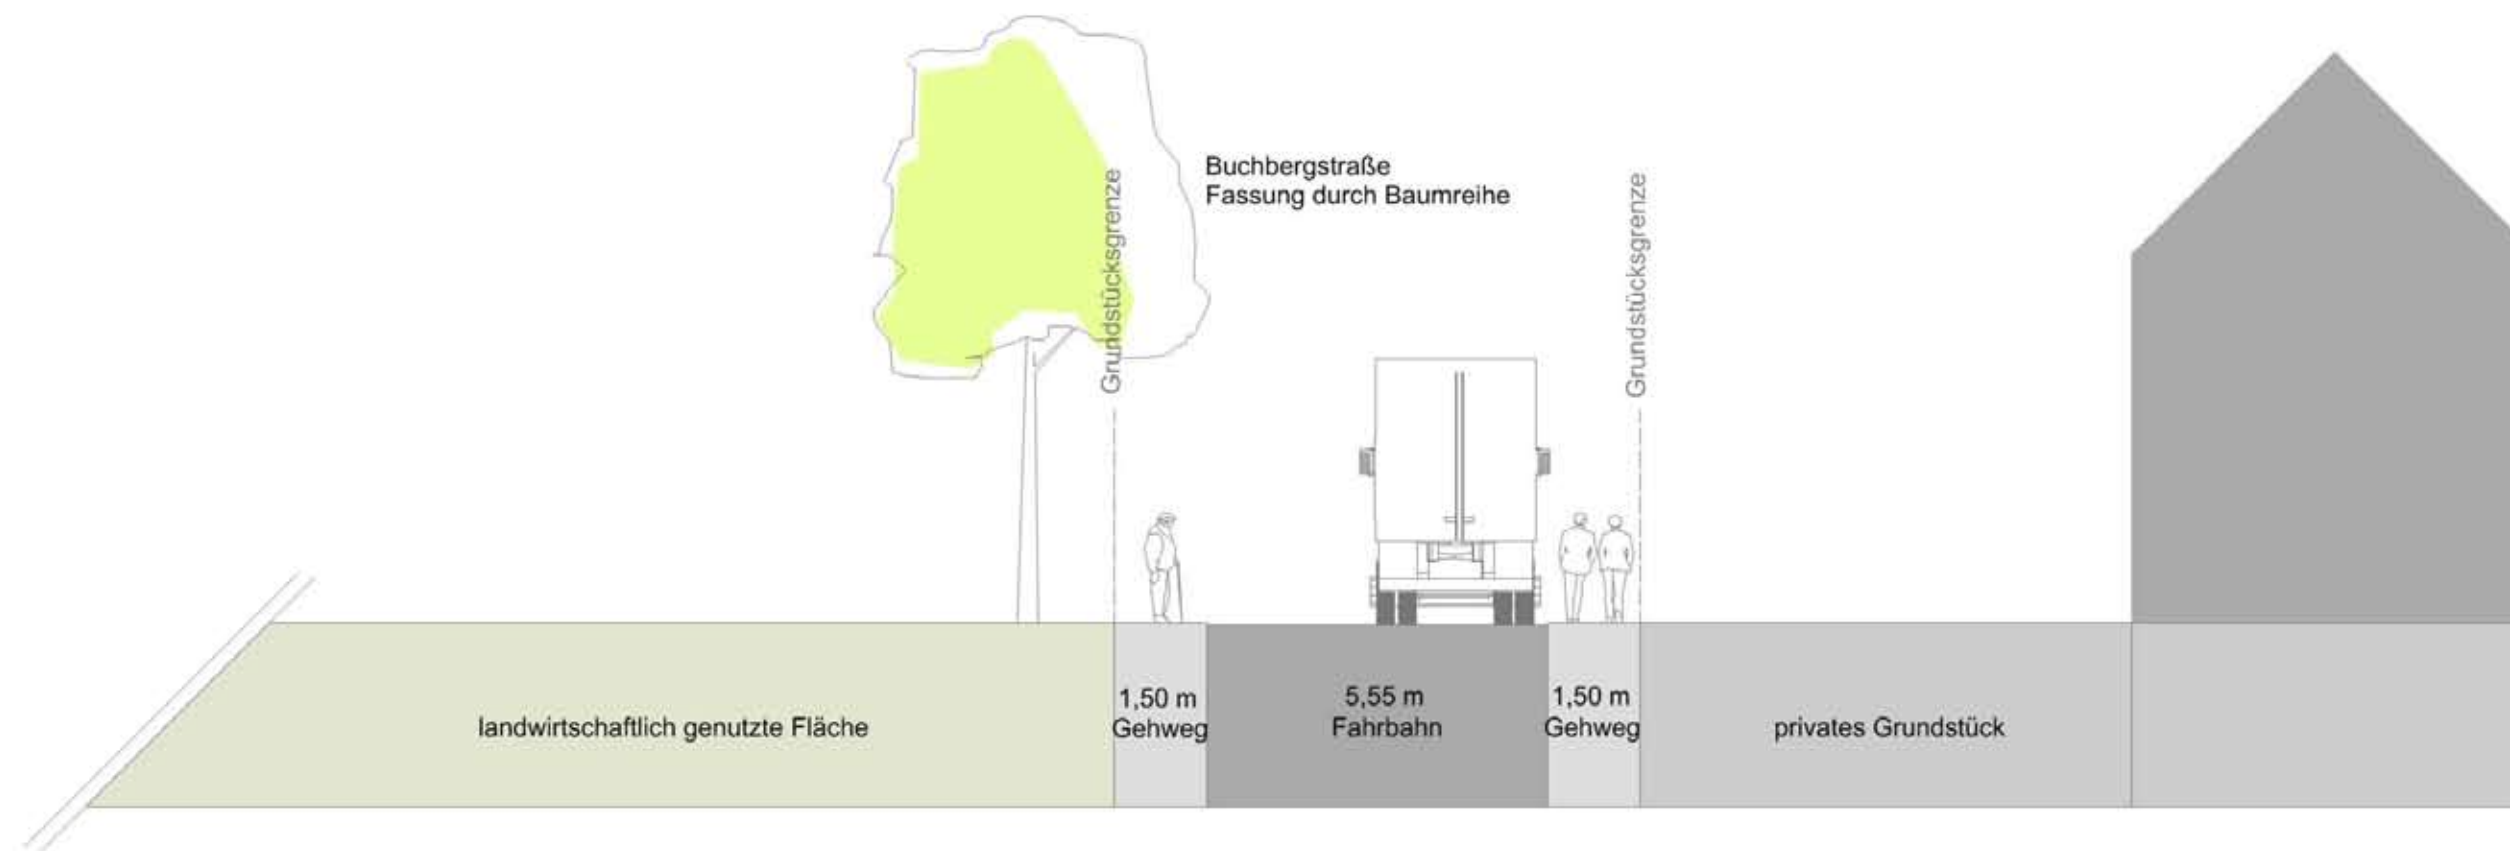 Buchbergstraße
Fassung durch Baumreihe
Grundstücksgrenze
Grundstücksgrenze
landwirtschaftlich genutzte Fläche
1,50 m
Gehweg
5,55 m
Fahrbahn
1,50 m
Gehweg
privates Grundstück